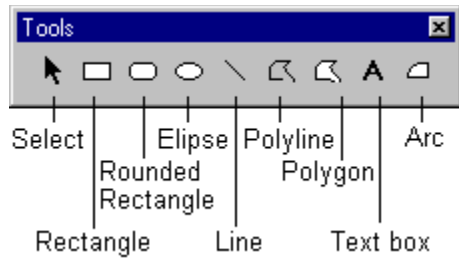 Tools
Select Elipse Polyline Arc
Rounded Rectangle Polygon
Rectangle Line Text box